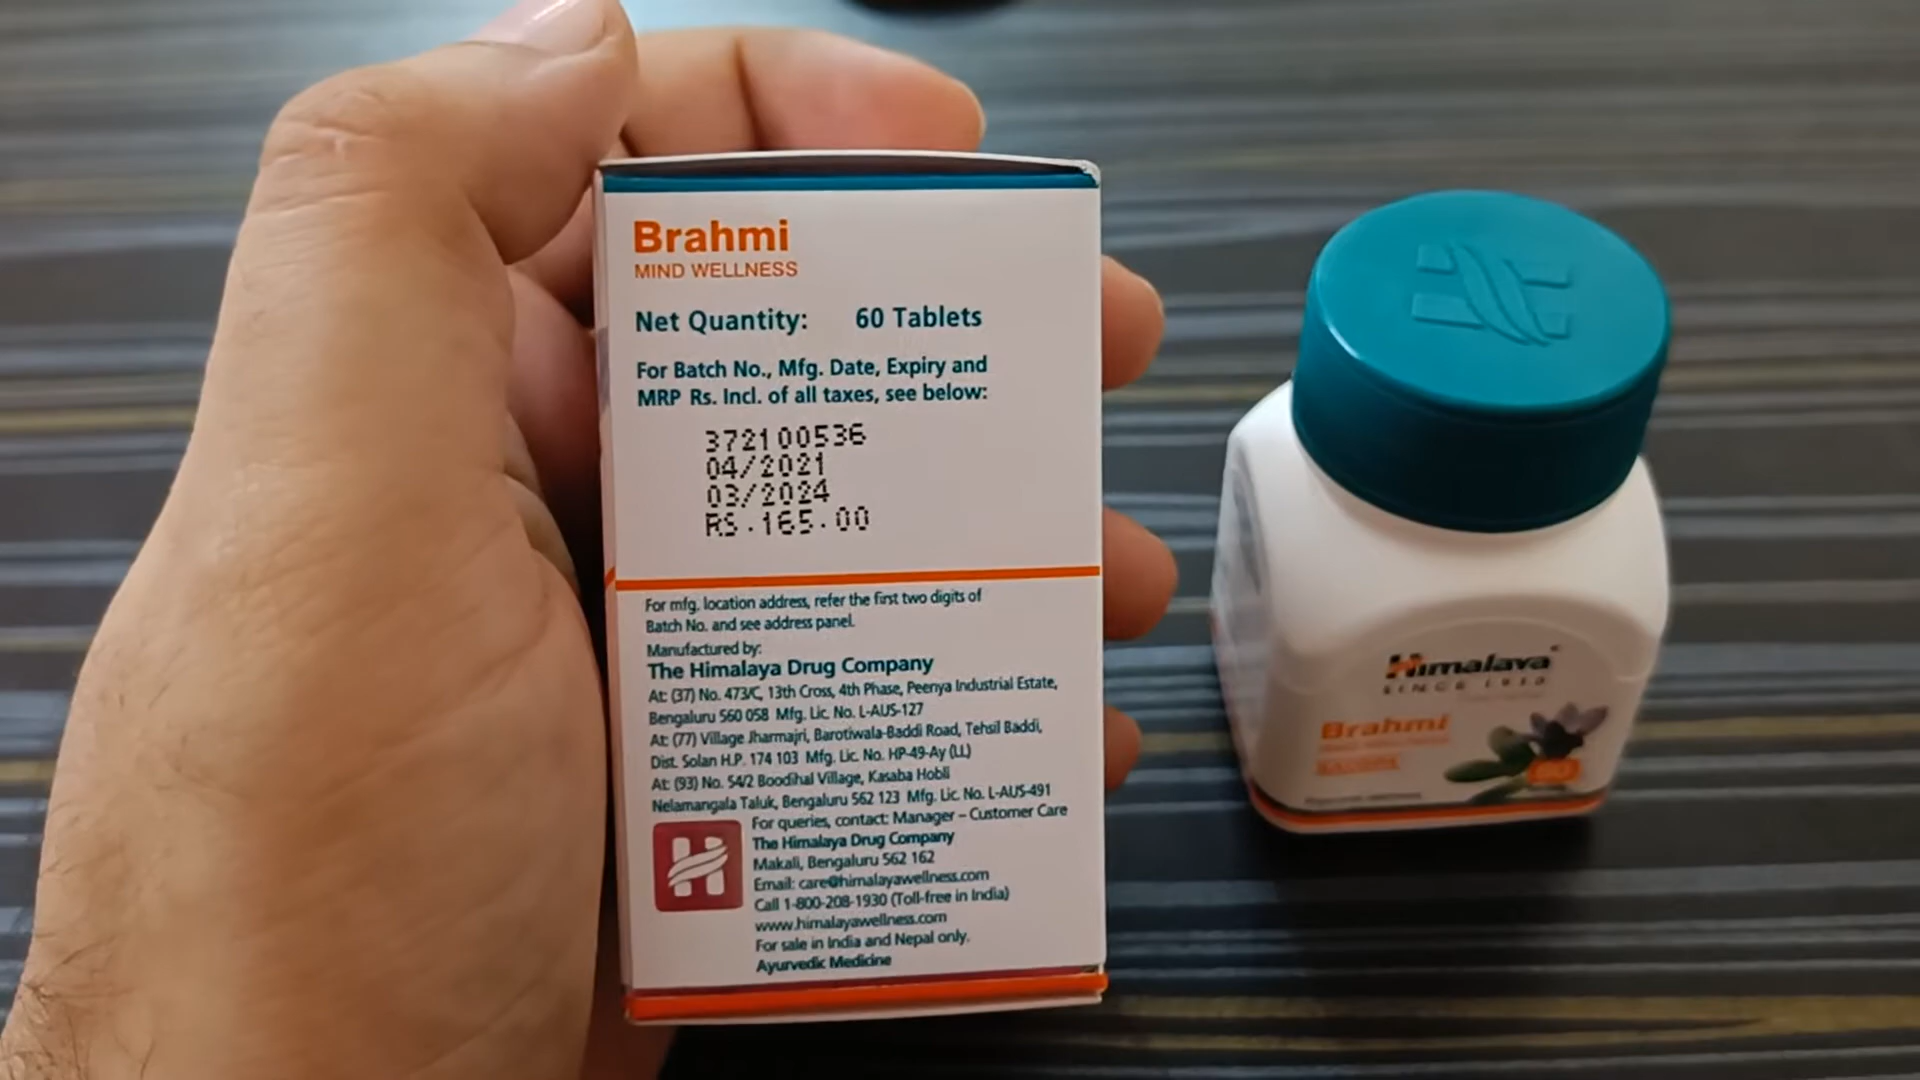 Brahmi
MIND WELLNESS
Net Quantity: 60 Tablets
For Batch No., Mfg. Date, Expiry and
MRP Rs. Incl. of all taxes, see below:
372100536
04/2021
03/2024
RS.165.00
For mfg. location address, refer the first two digits of
Batch No. and see address panel.
Manufactured by:
The Himalaya Drug Company
At: (37) No. 473/C, 13th Cross, 4th Phase, Peenya Industrial Estate,
Bengaluru 560 058 Mfg. Lic. No. L-AUS-127
At: (77) Village Jharmajri, Barotiwala-Baddi Road, Tehsil Baddi,
Dist. Solan H.P. 174 103 Mfg. Lic. No. HP-49-Ay (LL)
At: (93) No. 54/2 Boodihal Village, Kasaba Hobli
Nelamangala Taluk, Bengaluru 562 123 Mfg. Lic. No. L-AUS-491
For queries, contact: Manager – Customer Care
The Himalaya Drug Company
Makali, Bengaluru 562 162
Email: care@himalayawellness.com
Call 1-800-208-1930 (Toll-free in India)
www.himalayawellness.com
For sale in India and Nepal only.
Ayurvedic Medicine
Himalaya
SINCE 1930
Brahmi
MIND WELLNESS